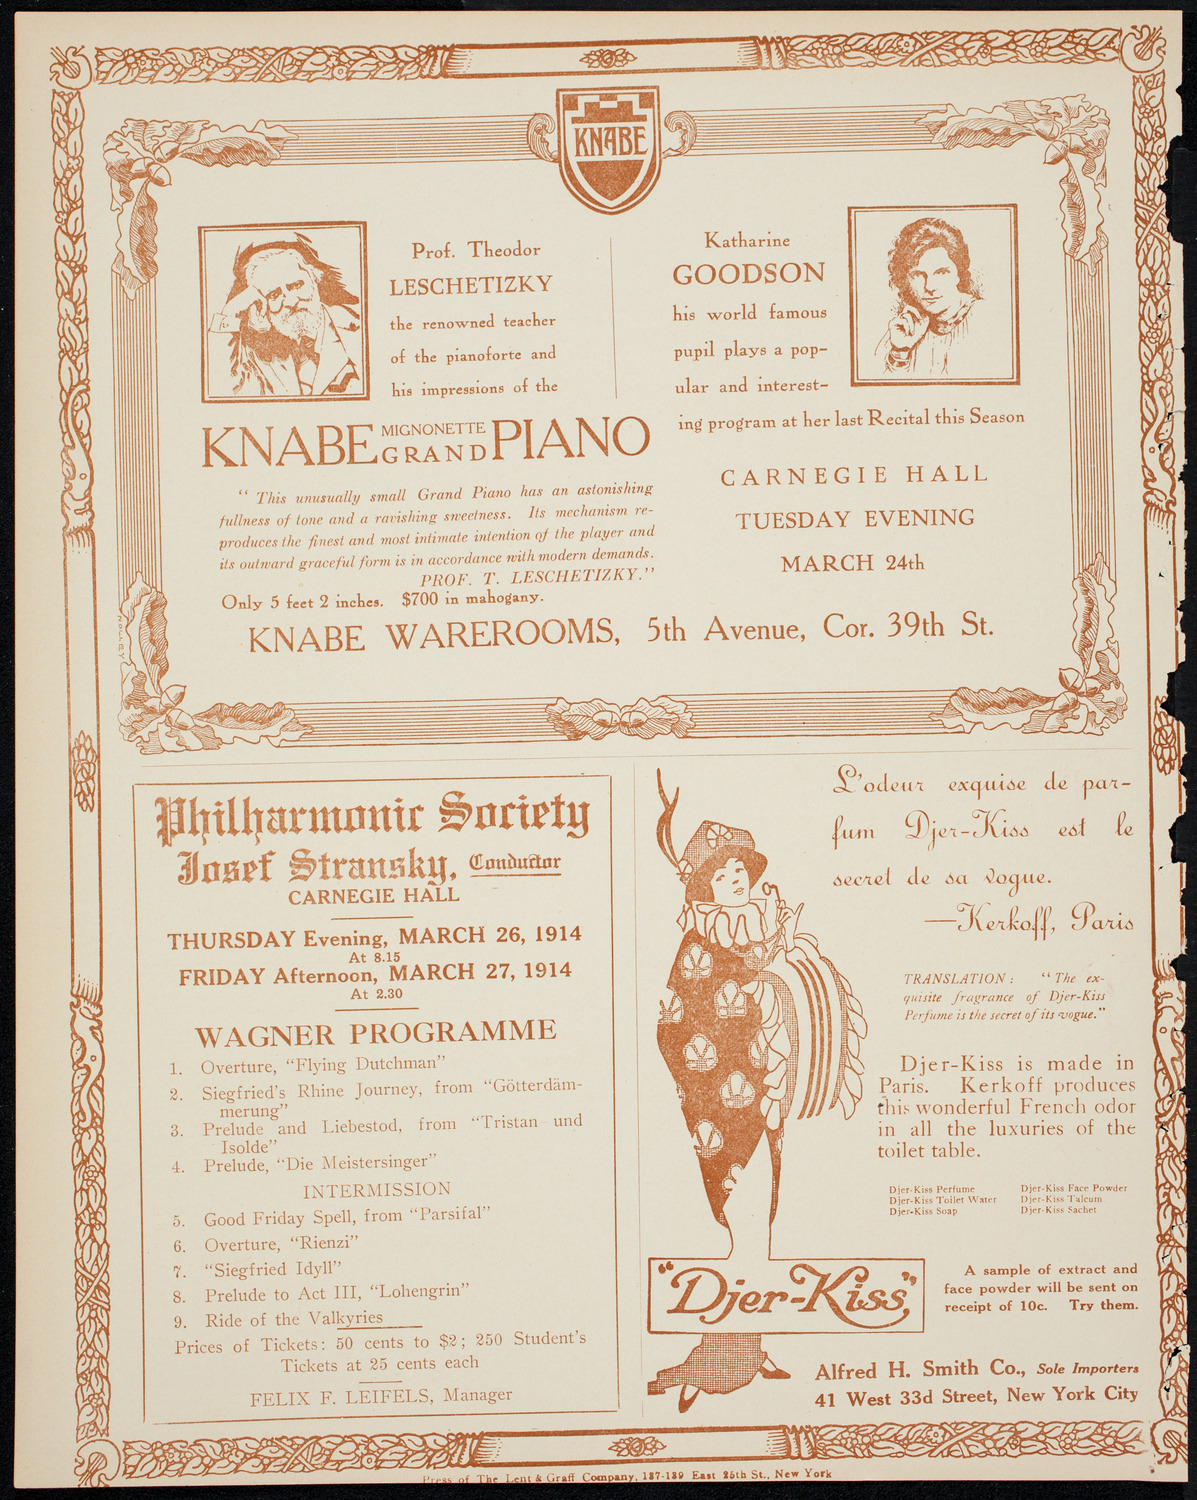 KNABE
Prof. Theodor
LESCHETIZKY
the renowned teacher
of the pianoforte and
his impressions of the
KNABE MIGNONETTE GRAND PIANO
“ This unusually small Grand Piano has an astonishing
fullness of tone and a ravishing sweetness. Its mechanism re-
produces the finest and most intimate intention of the player and
its outward graceful form is in accordance with modern demands.
PROF. T. LESCHETIZKY.”
Only 5 feet 2 inches. $700 in mahogany.
Katharine
GOODSON
his world famous
pupil plays a pop-
ular and interest-
ing program at her last Recital this Season
CARNEGIE HALL
TUESDAY EVENING
MARCH 24th
KNABE WAREROOMS, 5th Avenue, Cor. 39th St.
Philharmonic Society
Josef Stransky, Conductor
CARNEGIE HALL
THURSDAY Evening, MARCH 26, 1914
At 8.15
FRIDAY Afternoon, MARCH 27, 1914
At 2.30
WAGNER PROGRAMME
1. Overture, “Flying Dutchman”
2. Siegfried’s Rhine Journey, from “Götterdäm-
merung”
3. Prelude and Liebestod, from “Tristan und
Isolde”
4. Prelude, “Die Meistersinger”
INTERMISSION
5. Good Friday Spell, from “Parsifal”
6. Overture, “Rienzi”
7. “Siegfried Idyll”
8. Prelude to Act III, “Lohengrin”
9. Ride of the Valkyries
Prices of Tickets: 50 cents to $2; 250 Student’s
Tickets at 25 cents each
FELIX F. LEIFELS, Manager
L’odeur exquise de par-
fum Djer-Kiss est le
secret de sa vogue.
—Kerkoff, Paris
TRANSLATION : “ The ex-
quisite fragrance of Djer-Kiss
Perfume is the secret of its vogue.”
Djer-Kiss is made in
Paris. Kerkoff produces
this wonderful French odor
in all the luxuries of the
toilet table.
Djer-Kiss Perfume Djer-Kiss Face Powder
Djer-Kiss Toilet Water Djer-Kiss Talcum
Djer-Kiss Soap Djer-Kiss Sachet
“Djer-Kiss”
A sample of extract and
face powder will be sent on
receipt of 10c. Try them.
Alfred H. Smith Co., Sole Importers
41 West 33d Street, New York City
Press of The Lent & Graff Company, 137-139 East 25th St., New York